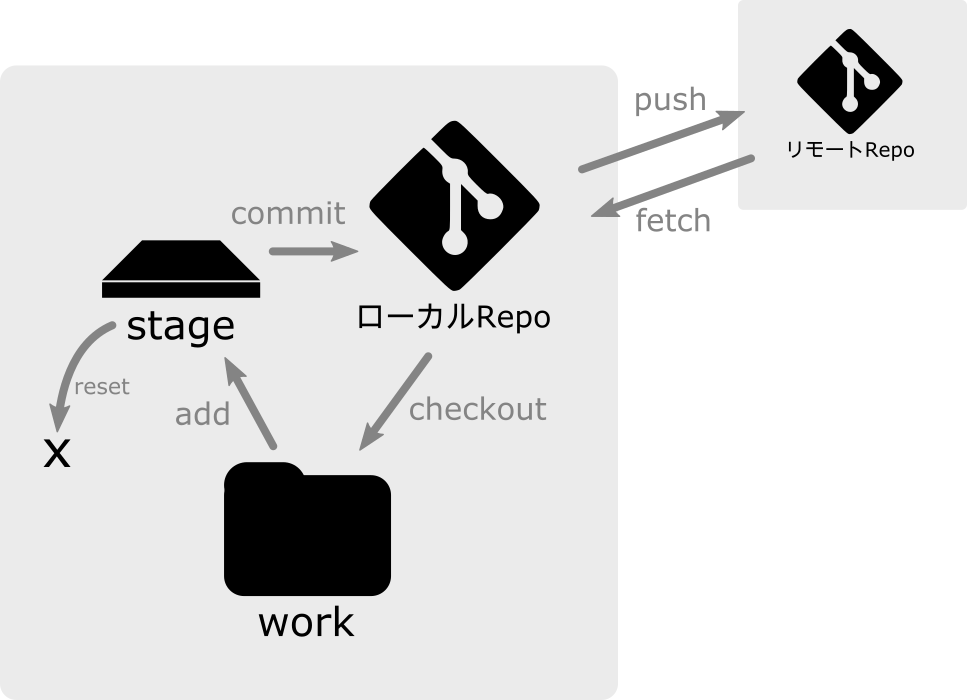 push
リモートRepo
fetch
commit
ローカルRepo
stage
reset
add
checkout
x
work